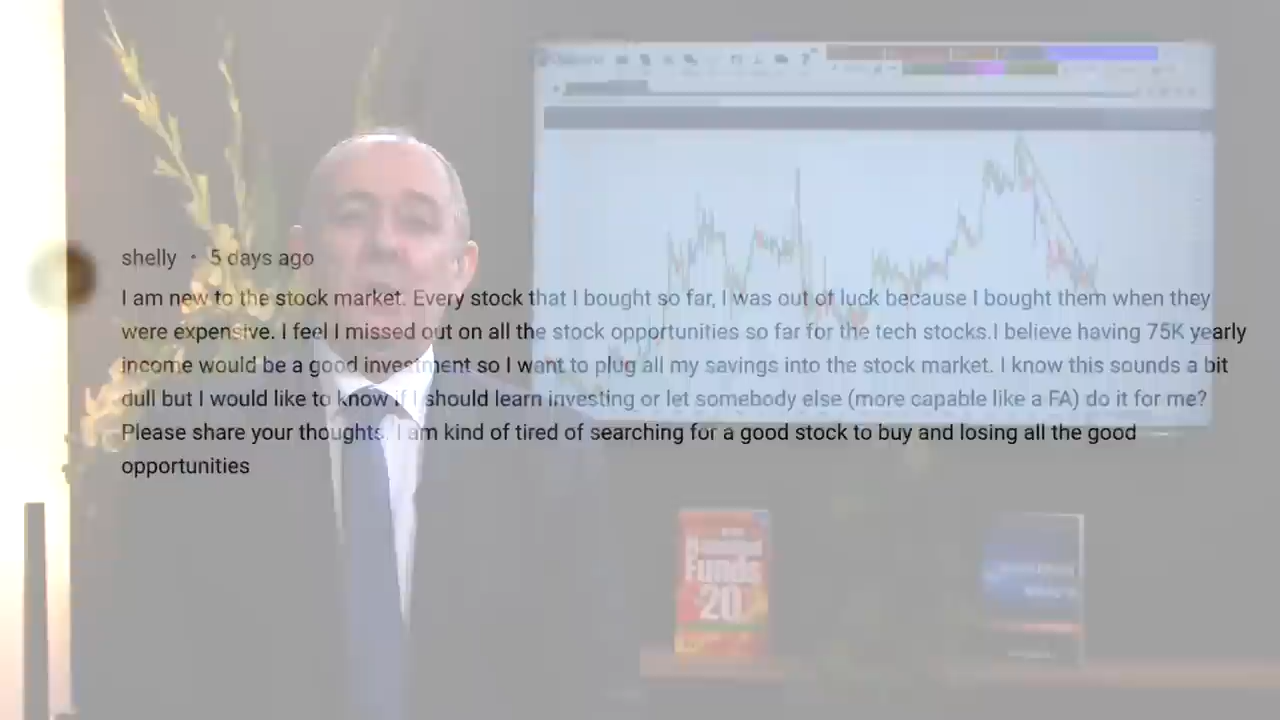 shelly · 5 days ago
I am new to the stock market. Every stock that I bought so far, I was out of luck because I bought them when they
were expensive. I feel I missed out on all the stock opportunities so far for the tech stocks.I believe having 75K yearly
income would be a good investment so I want to plug all my savings into the stock market. I know this sounds a bit
dull but I would like to know if I should learn investing or let somebody else (more capable like a FA) do it for me?
Please share your thoughts. I am kind of tired of searching for a good stock to buy and losing all the good
opportunities
Funds
20